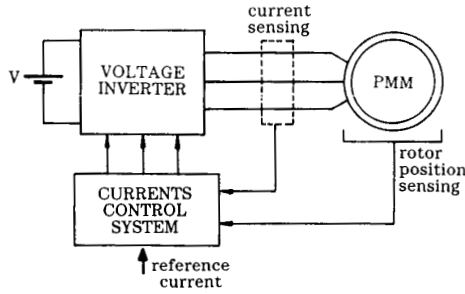 current
sensing
V
VOLTAGE
INVERTER
PMM
rotor
position
sensing
CURRENTS
CONTROL
SYSTEM
reference
current